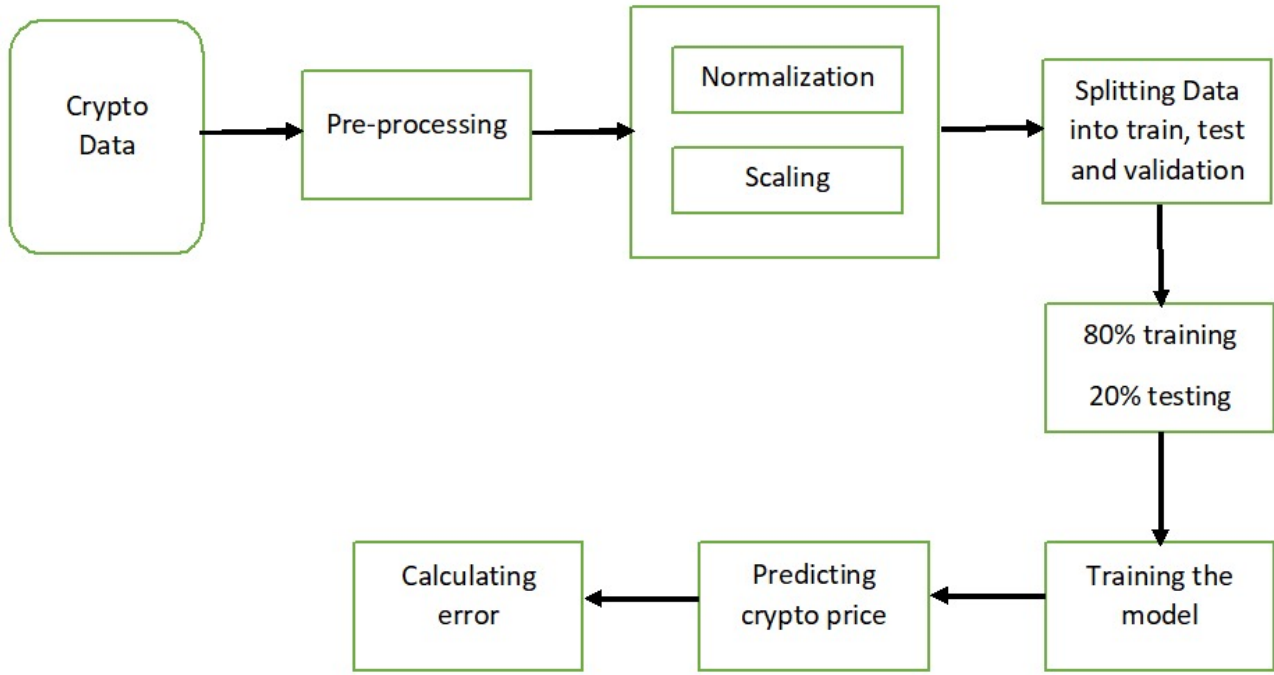 Crypto
Data
Pre-processing
Normalization
Scaling
Splitting Data
into train, test
and validation
80% training
20% testing
Training the
model
Predicting
crypto price
Calculating
error